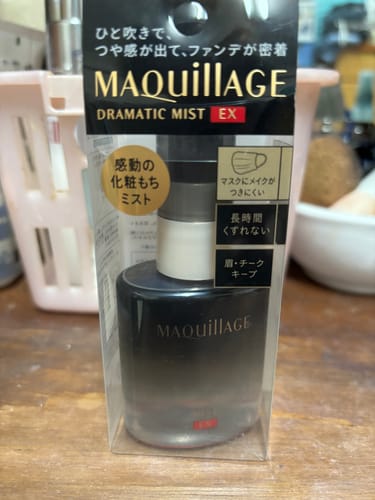 ひと吹きで、
つや感が出て、ファンデが密着
MAQuillAGE
DRAMATIC MIST EX
感動の
化粧もち
ミスト
マスクにメイクが
つきにくい
長時間
くずれない
眉・チーク
キープ
MAQuillAGE
EX